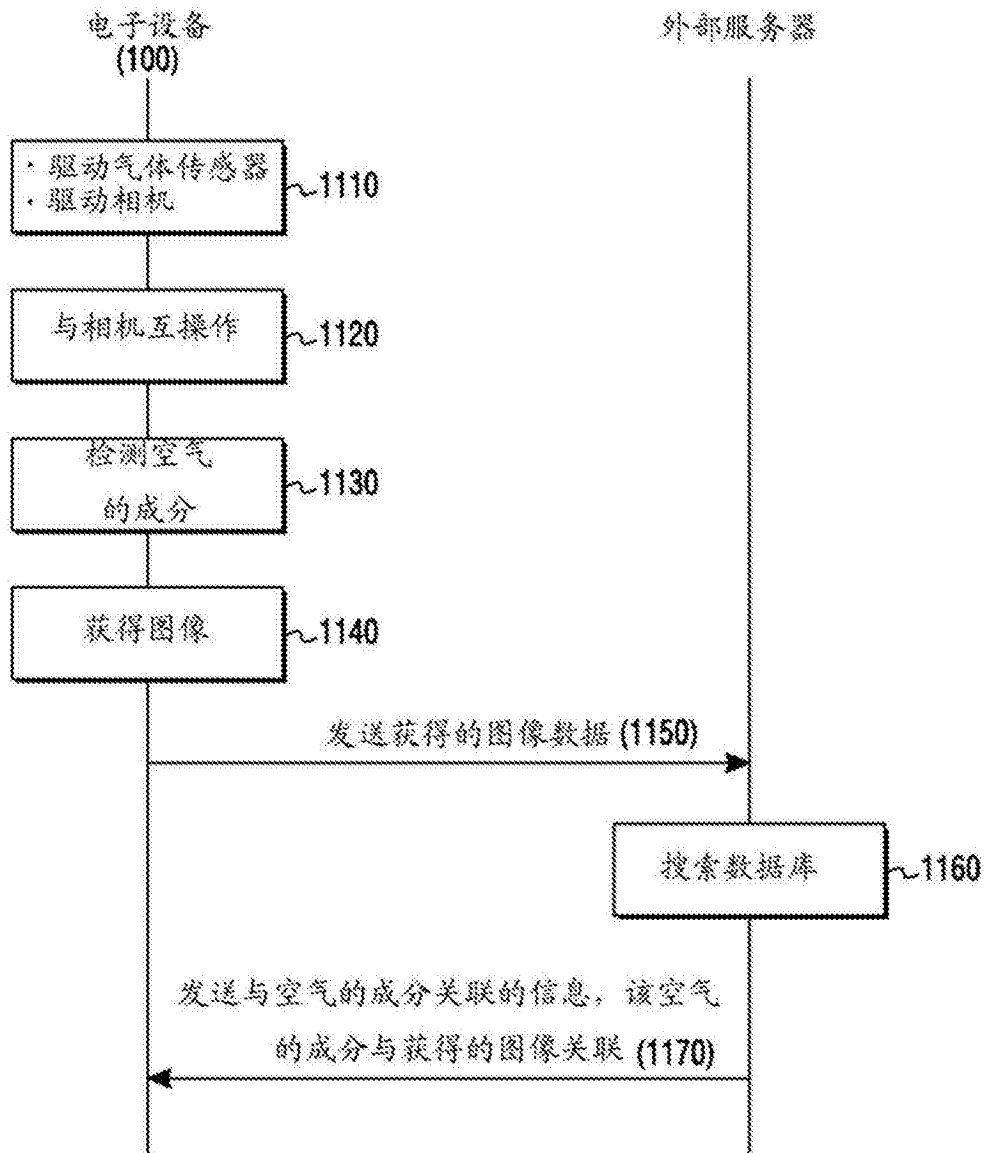 电子设备
(100)
外部服务器
· 驱动气体传感器
· 驱动相机
1110
与相机互操作
1120
检测空气
的成分
1130
获得图像
1140
发送获得的图像数据 (1150)
搜索数据库
1160
发送与空气的成分关联的信息，该空气
的成分与获得的图像关联 (1170)